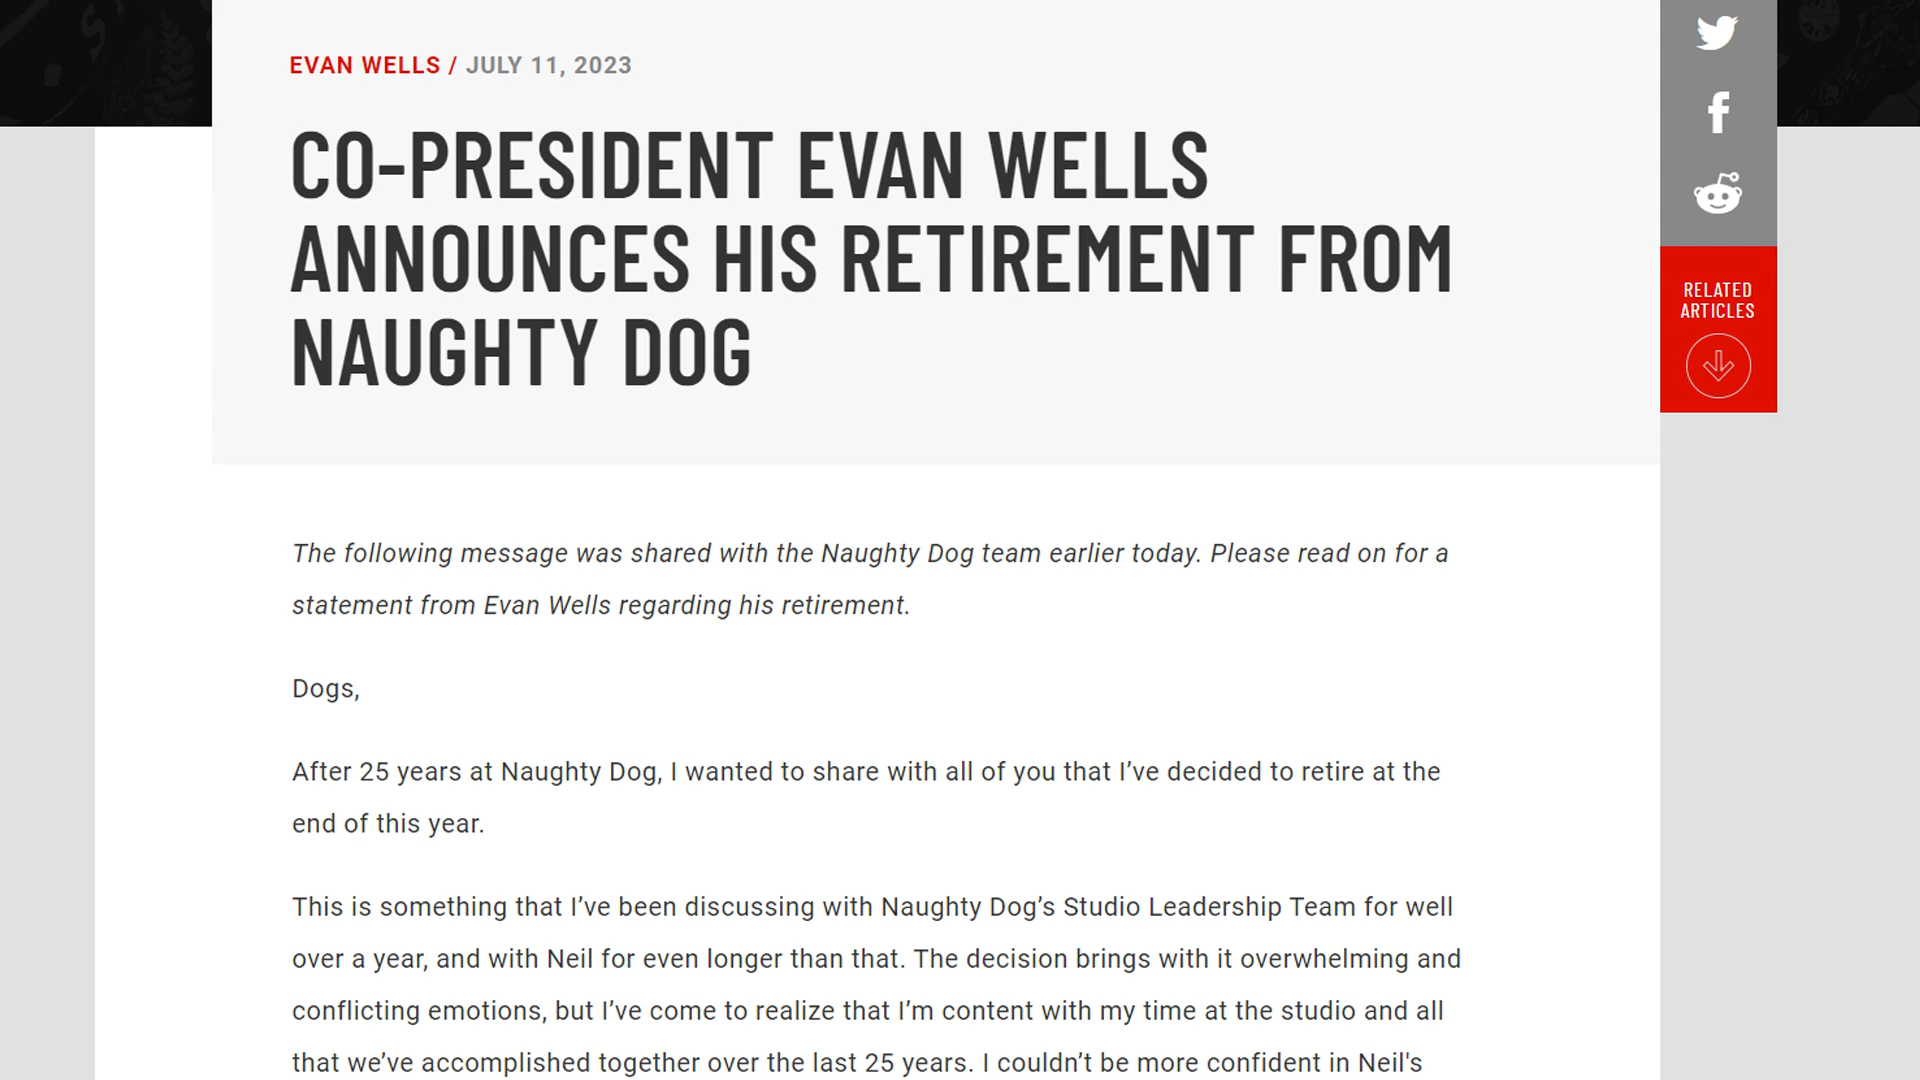 EVAN WELLS / JULY 11, 2023
CO-PRESIDENT EVAN WELLS
ANNOUNCES HIS RETIREMENT FROM
NAUGHTY DOG
RELATED
ARTICLES
The following message was shared with the Naughty Dog team earlier today. Please read on for a
statement from Evan Wells regarding his retirement.
Dogs,
After 25 years at Naughty Dog, I wanted to share with all of you that I’ve decided to retire at the
end of this year.
This is something that I’ve been discussing with Naughty Dog’s Studio Leadership Team for well
over a year, and with Neil for even longer than that. The decision brings with it overwhelming and
conflicting emotions, but I’ve come to realize that I’m content with my time at the studio and all
that we’ve accomplished together over the last 25 years. I couldn’t be more confident in Neil's